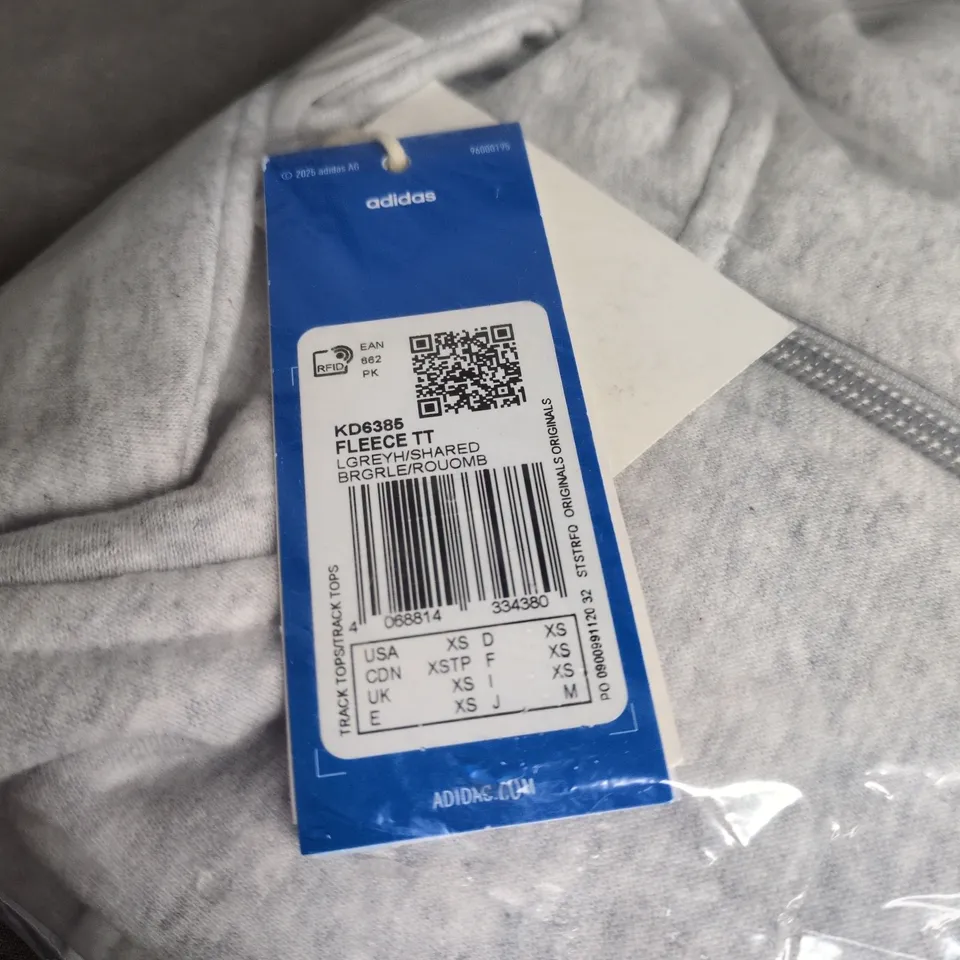 © 2025 adidas AG
96000195
adidas
RFID
EAN
662
PK
KD6385
FLEECE TT
LGREYH/SHARED
BRGRLE/ROUOMB
4 068814 334380
USA XS D XS
CDN XSTP F XS
UK XS I XS
E XS J M
TRACK TOPS/TRACK TOPS
PO 0900991120 32 STSTRFO ORIGINALS ORIGINALS
ADIDAS.COM